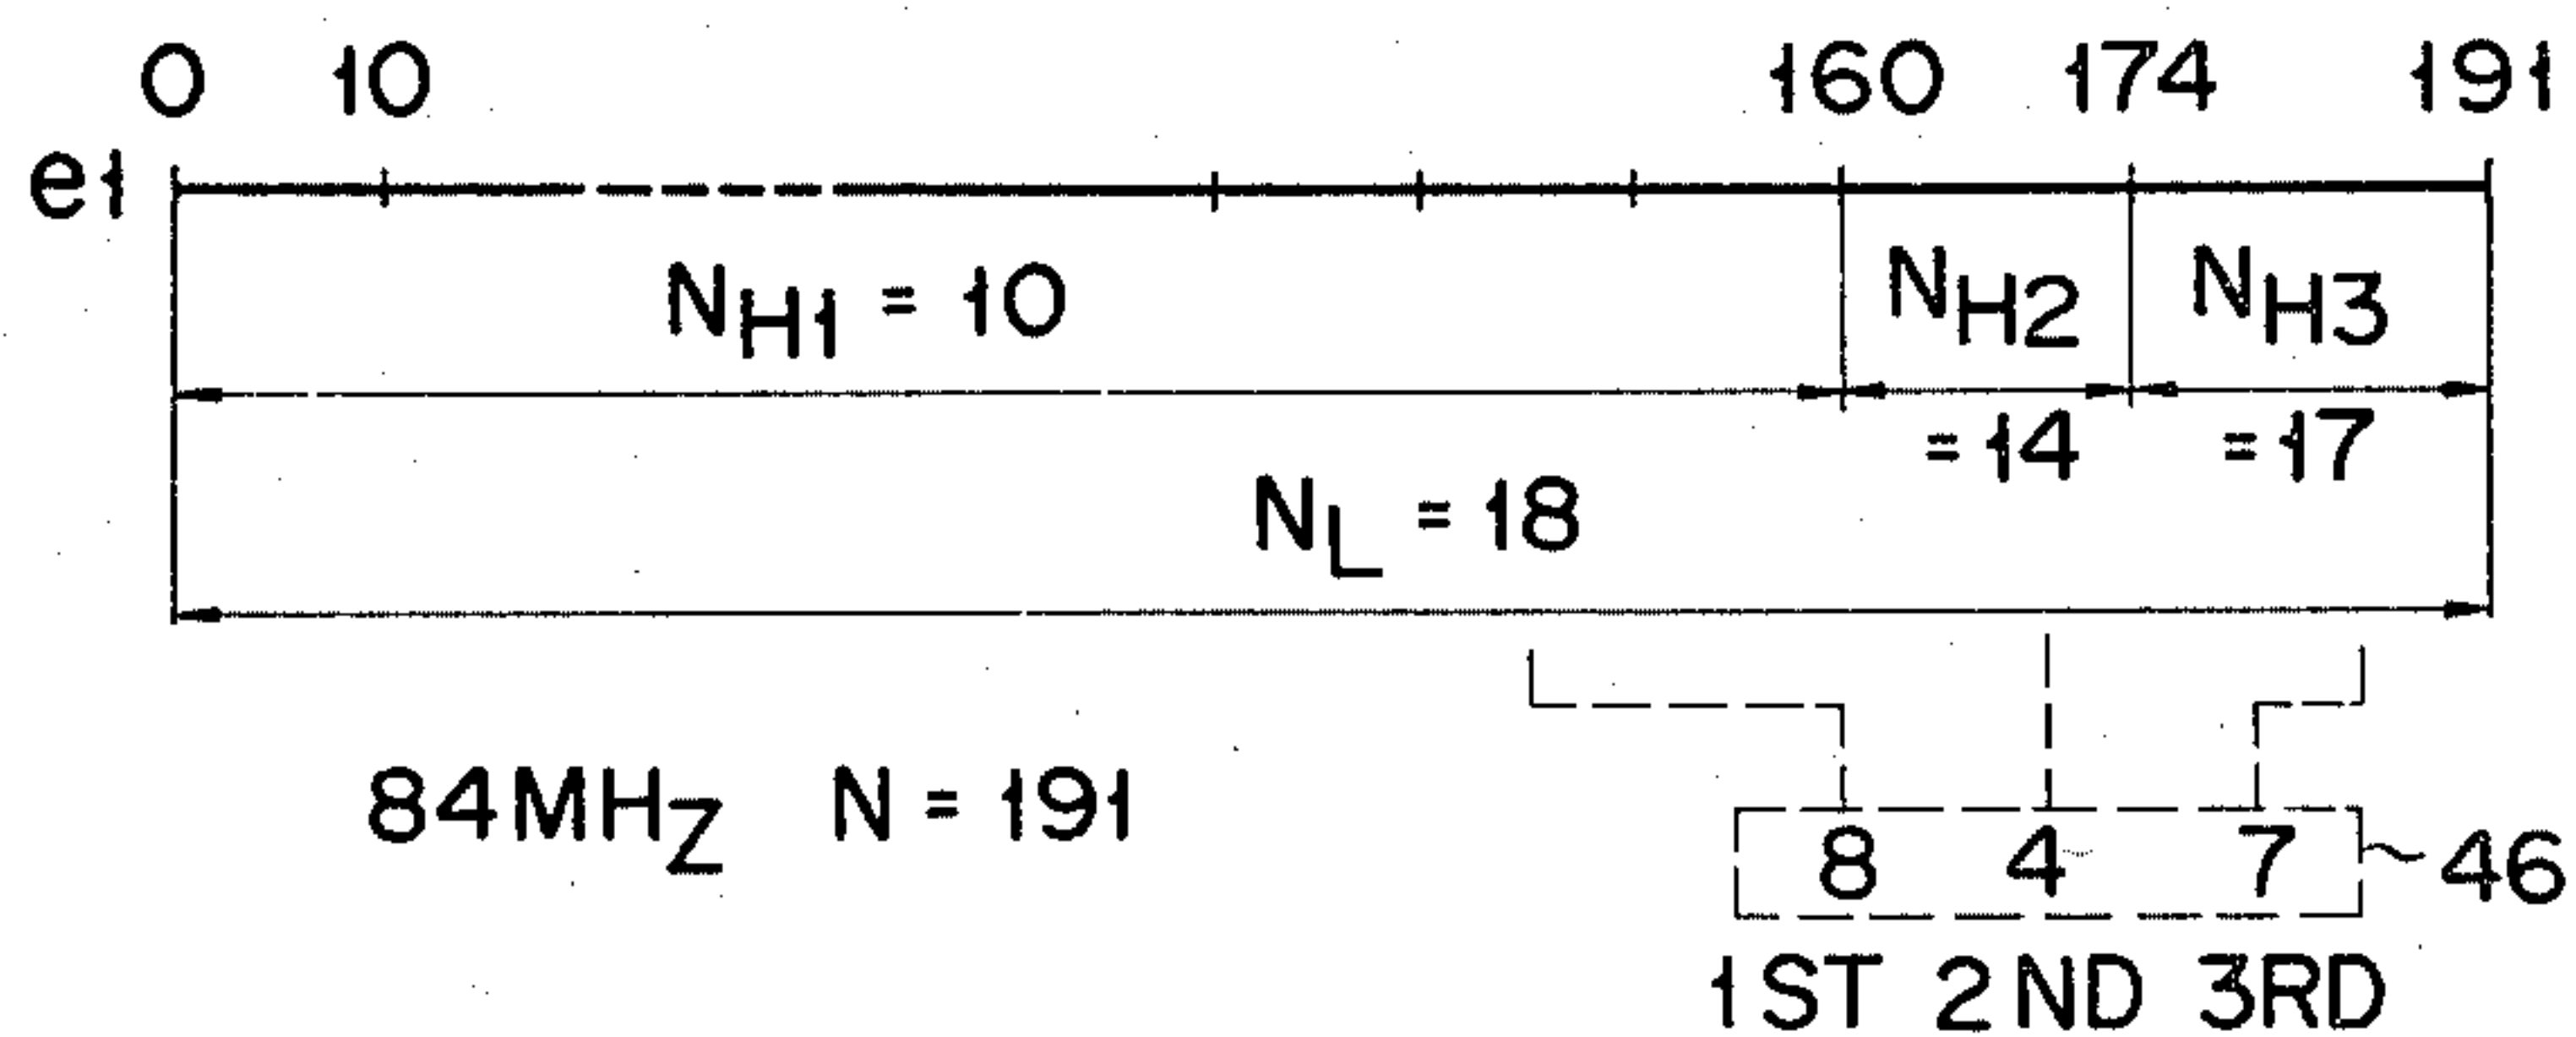 0 10 160 174 191
e1
NH1 = 10 NH2 = 14 NH3 = 17
NL = 18
84MHZ N = 191
8 4 7 46
1ST 2ND 3RD